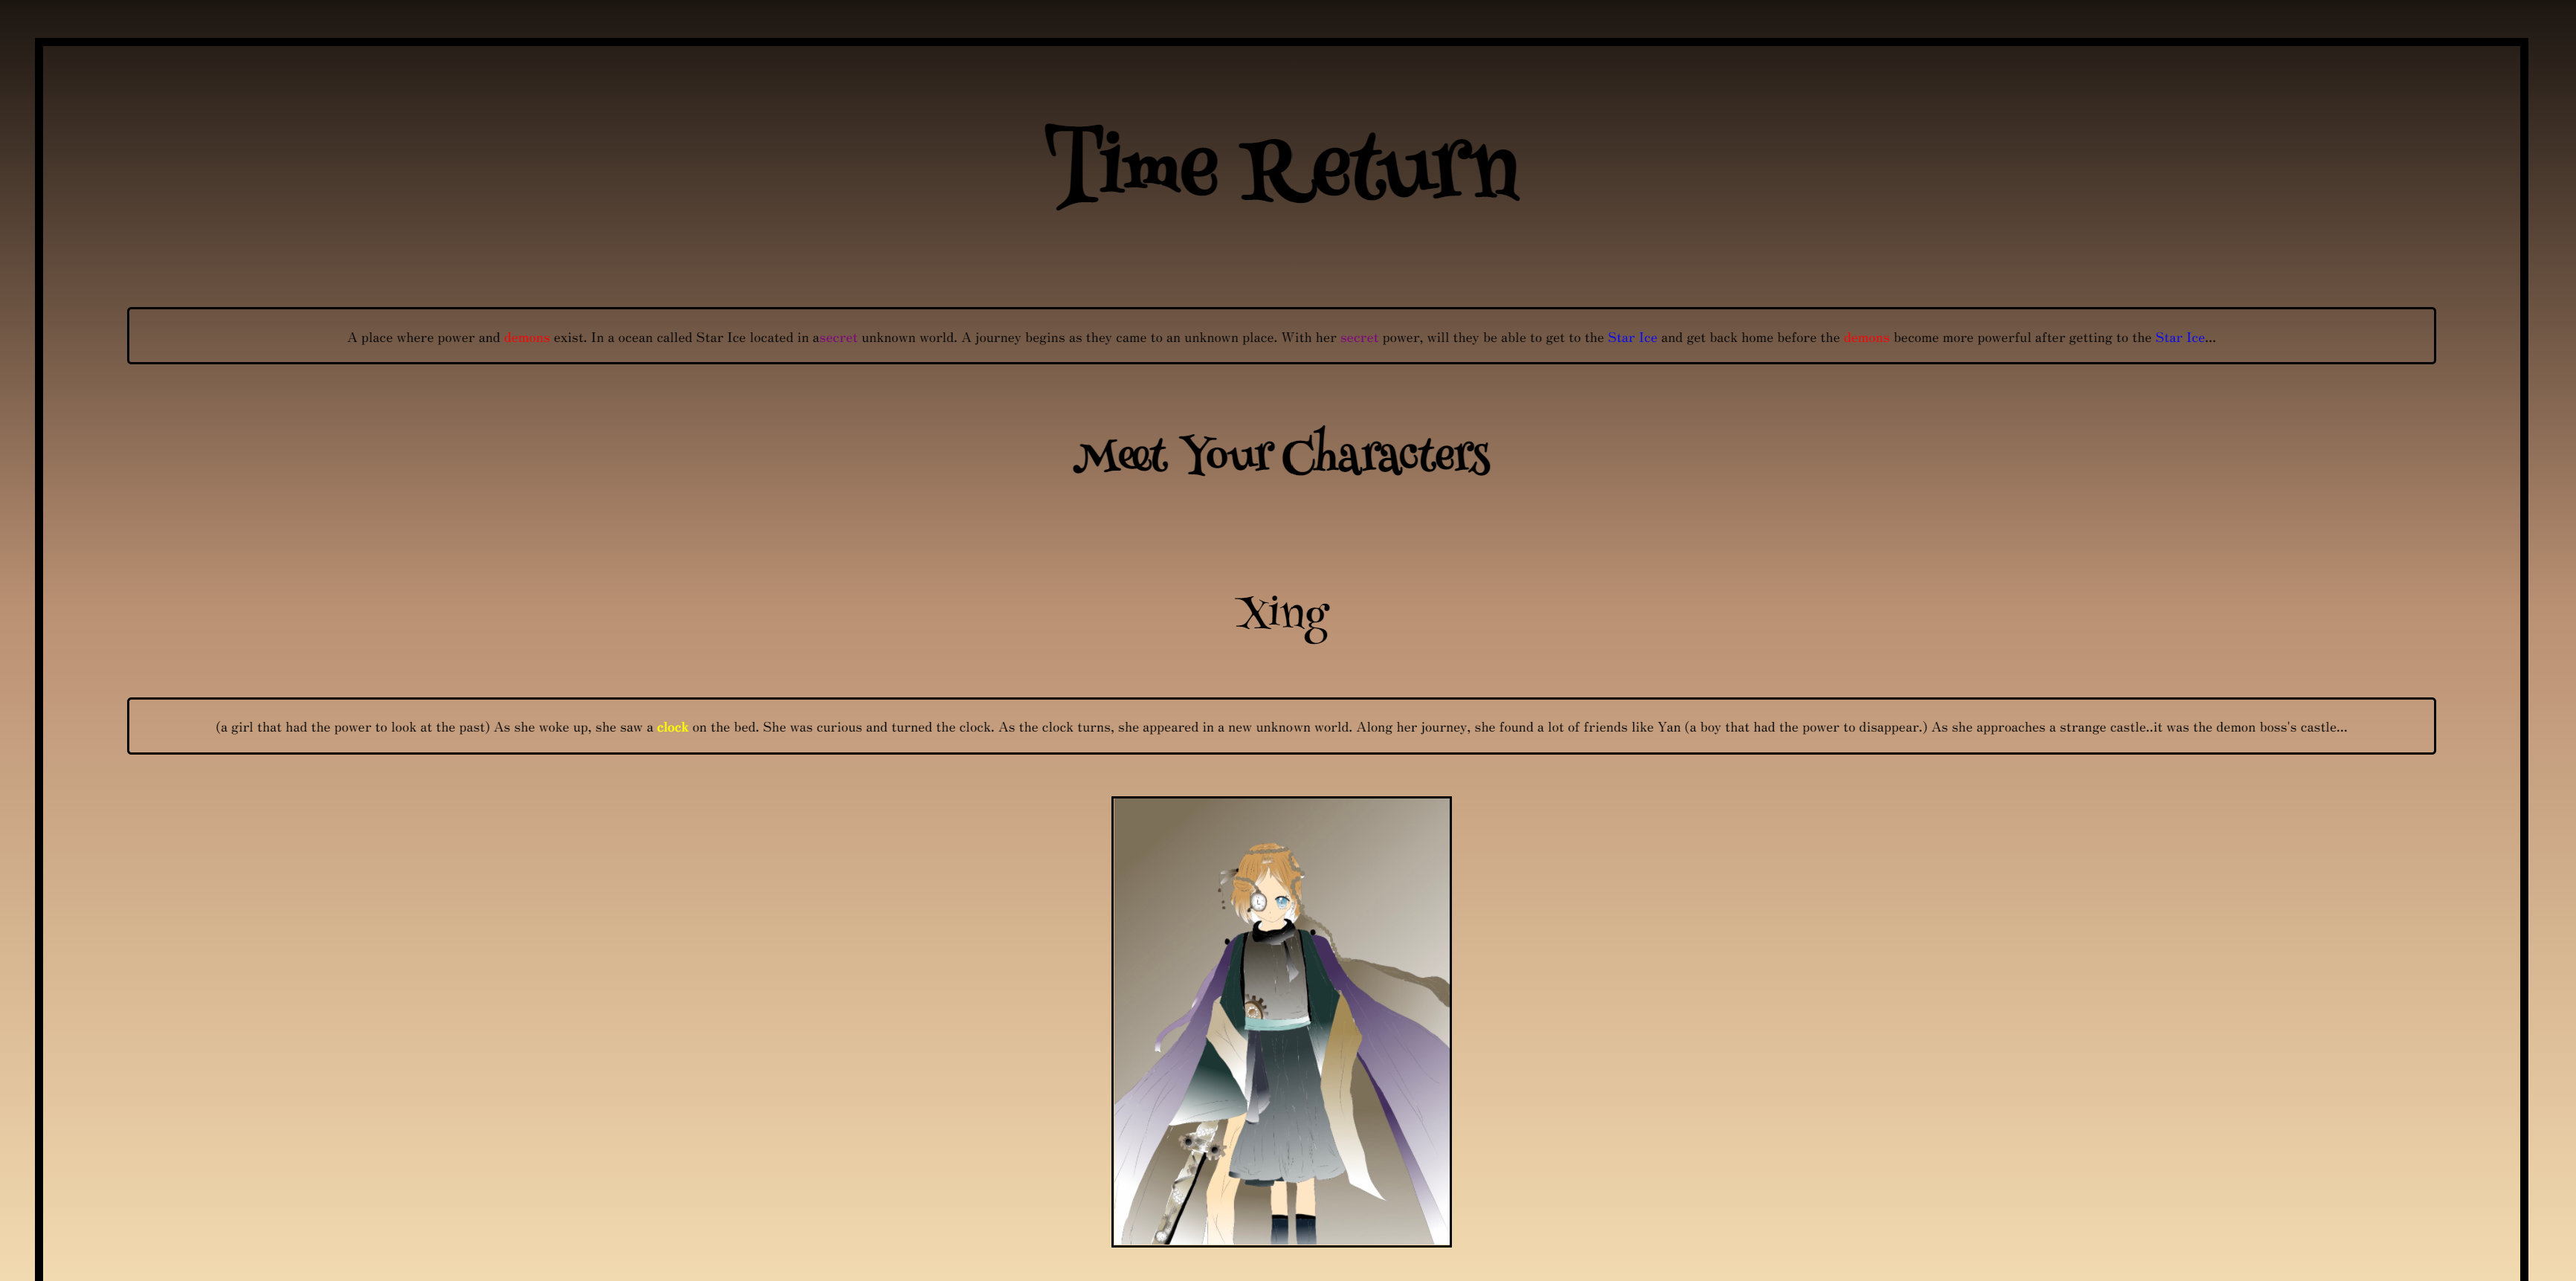 Time Return
A place where power and demons exist. In a ocean called Star Ice located in asecret unknown world. A journey begins as they came to an unknown place. With her secret power, will they be able to get to the Star Ice and get back home before the demons become more powerful after getting to the Star Ice...
Meet Your Characters
Xing
(a girl that had the power to look at the past) As she woke up, she saw a clock on the bed. She was curious and turned the clock. As the clock turns, she appeared in a new unknown world. Along her journey, she found a lot of friends like Yan (a boy that had the power to disappear.) As she approaches a strange castle..it was the demon boss's castle...